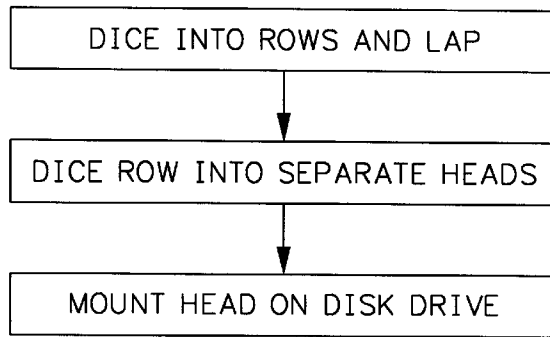 DICE INTO ROWS AND LAP
DICE ROW INTO SEPARATE HEADS
MOUNT HEAD ON DISK DRIVE